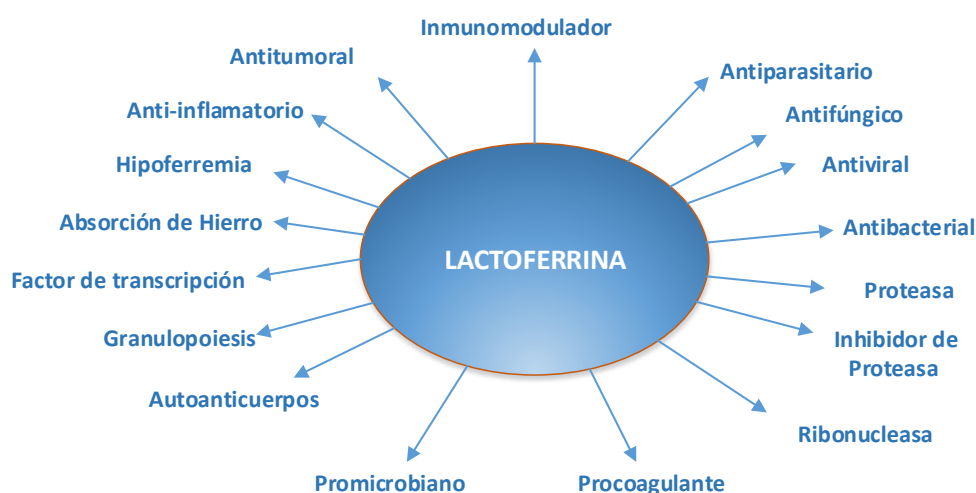 Inmunomodulador
Antitumoral
Antiparasitario
Anti-inflamatorio
Antifúngico
Hipoferremia
Antiviral
Absorción de Hierro
Antibacterial
LACTOFERRINA
Factor de transcripción
Proteasa
Granulopoiesis
Inhibidor de
Proteasa
Autoanticuerpos
Ribonucleasa
Promicrobiano
Procoagulante